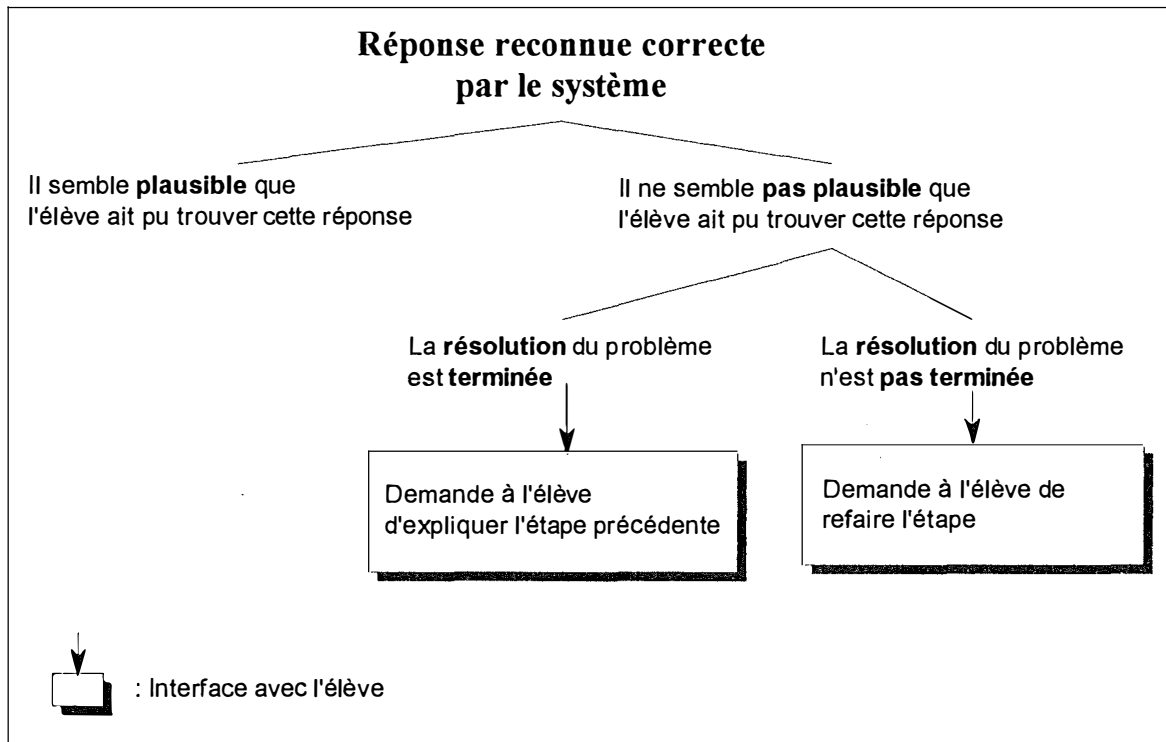 Réponse reconnue correcte
par le système
Il semble plausible que
l'élève ait pu trouver cette réponse
Il ne semble pas plausible que
l'élève ait pu trouver cette réponse
La résolution du problème
est terminée
La résolution du problème
n'est pas terminée
Demande à l'élève
d'expliquer l'étape précédente
Demande à l'élève de
refaire l'étape
: Interface avec l'élève